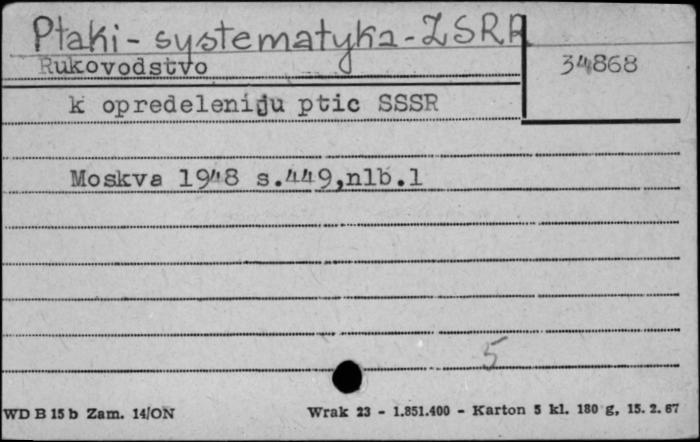 Ptaki - systematyka - ZSRR
Rukovodstvo
34868
k opredeleniju ptic SSSR
Moskva 1948 s.449,nlb.1
5
WD B 15 b Zam. 14/ON
Wrak 23 - 1.851.400 - Karton 5 kl. 180 g, 15. 2. 67